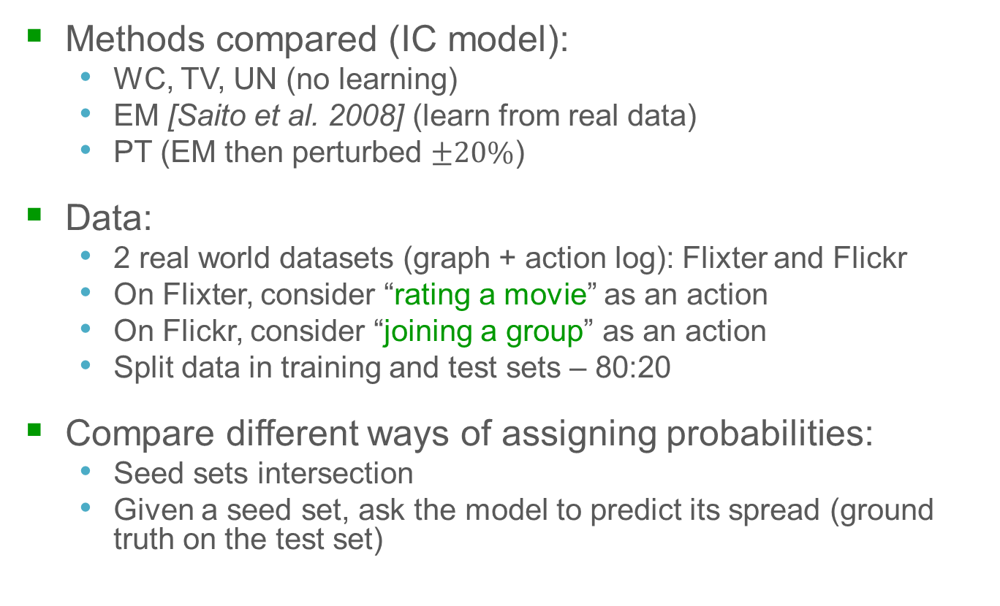 Methods compared (IC model):
WC, TV, UN (no learning)
EM [Saito et al. 2008] (learn from real data)
PT (EM then perturbed ±20%)
Data:
2 real world datasets (graph + action log): Flixter and Flickr
On Flixter, consider “rating a movie” as an action
On Flickr, consider “joining a group” as an action
Split data in training and test sets – 80:20
Compare different ways of assigning probabilities:
Seed sets intersection
Given a seed set, ask the model to predict its spread (ground
truth on the test set)